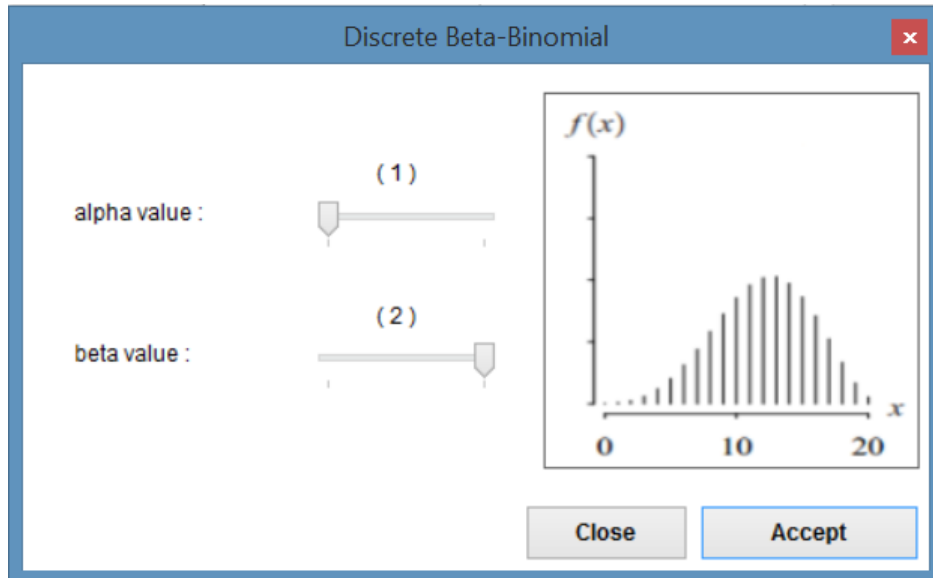 Discrete Beta-Binomial
x
( 1 )
alpha value :
( 2 )
beta value :
f(x)
x
0 10 20
Close Accept